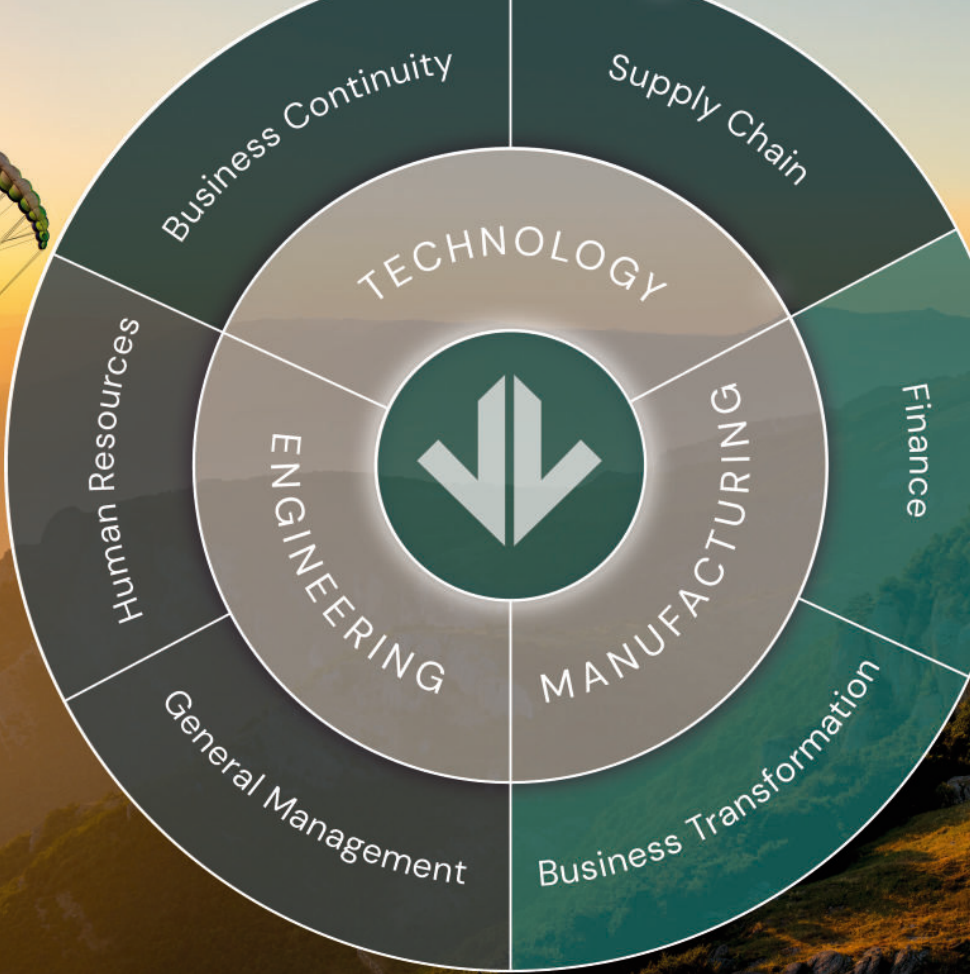 Business Continuity
Supply Chain
TECHNOLOGY
Human Resources
ENGINEERING
MANUFACTURING
Finance
General Management
Business Transformation